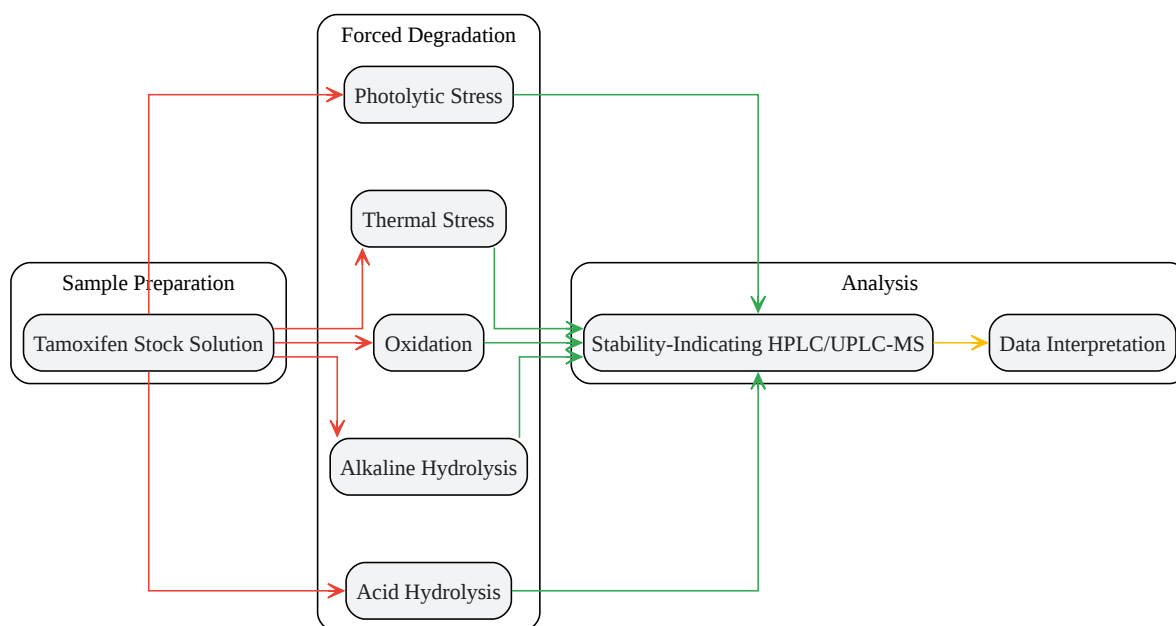 Forced Degradation
Photolytic Stress
Thermal Stress
Sample Preparation
Analysis
Tamoxifen Stock Solution
Oxidation
Stability-Indicating HPLC/UPLC-MS
Data Interpretation
Alkaline Hydrolysis
Acid Hydrolysis